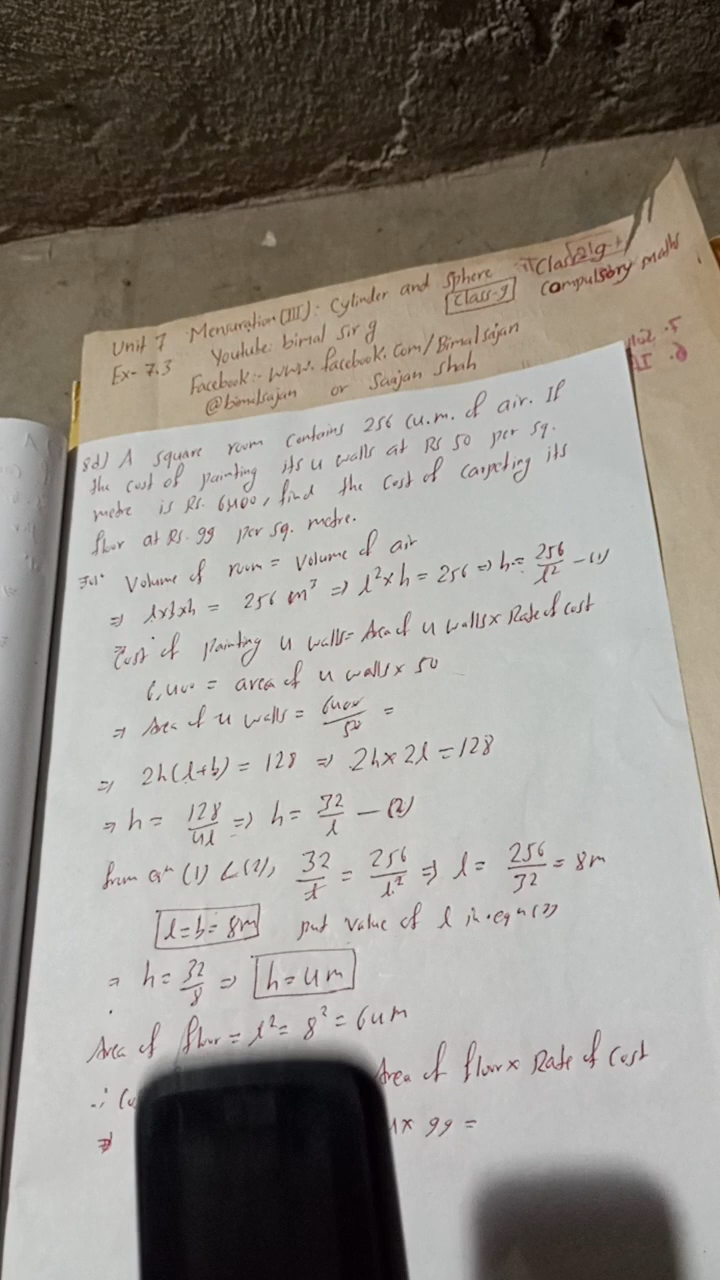 Unit 7 Mensuration (III): Cylinder and Sphere
Ex- 7.3 Youtube: bimal sir g [Class-9] Compulsory maths
Facebook:- www.facebook.com/Bimalsajan
@bimalsajan or Saajan Shah
8d) A square room contains 256 cu.m. of air. If
the cost of painting its 4 walls at RS 50 per sq.
metre is Rs. 6400, find the cost of carpeting its
floor at Rs. 99 per sq. metre.
Volume of room = Volume of air
⇒ l×l×h = 256 m³ ⇒ l²×h = 256 ⇒ h = 256/l² – (1)
Cost of painting 4 walls = Area of 4 walls × Rate of cost
6,400 = area of 4 walls × 50
⇒ Area of 4 walls = 6400/50 =
⇒ 2h(l+b) = 128 ⇒ 2h×2l = 128
⇒ h = 128/4l ⇒ h = 32/l – (2)
from eqn (1) & (2), 32/l = 256/l² ⇒ l = 256/32 = 8m
l=b=8m put value of l in eqn (2)
⇒ h = 32/8 ⇒ h=4m
Area of floor = l² = 8² = 64m
∴ Area of floor × Rate of cost
⇒ × 99 =